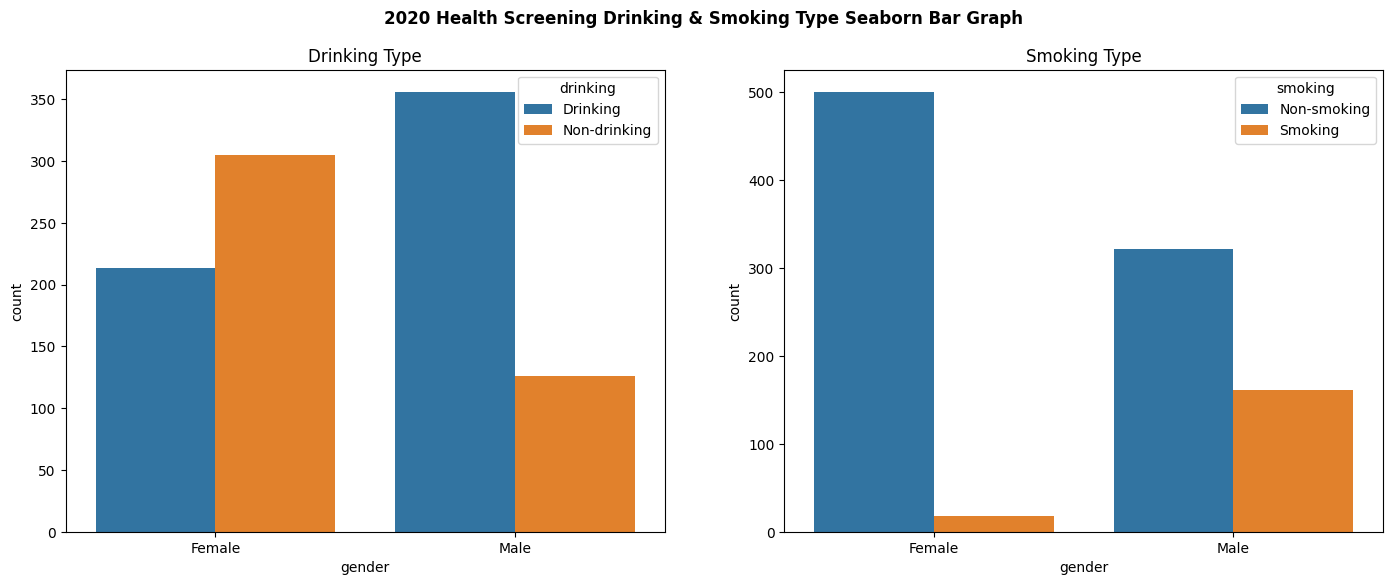 2020 Health Screening Drinking & Smoking Type Seaborn Bar Graph
Drinking Type
drinking
Drinking
Non-drinking
350
300
250
200
150
100
50
0
count
Female
Male
gender
Smoking Type
smoking
Non-smoking
Smoking
500
400
300
200
100
0
count
Female
Male
gender